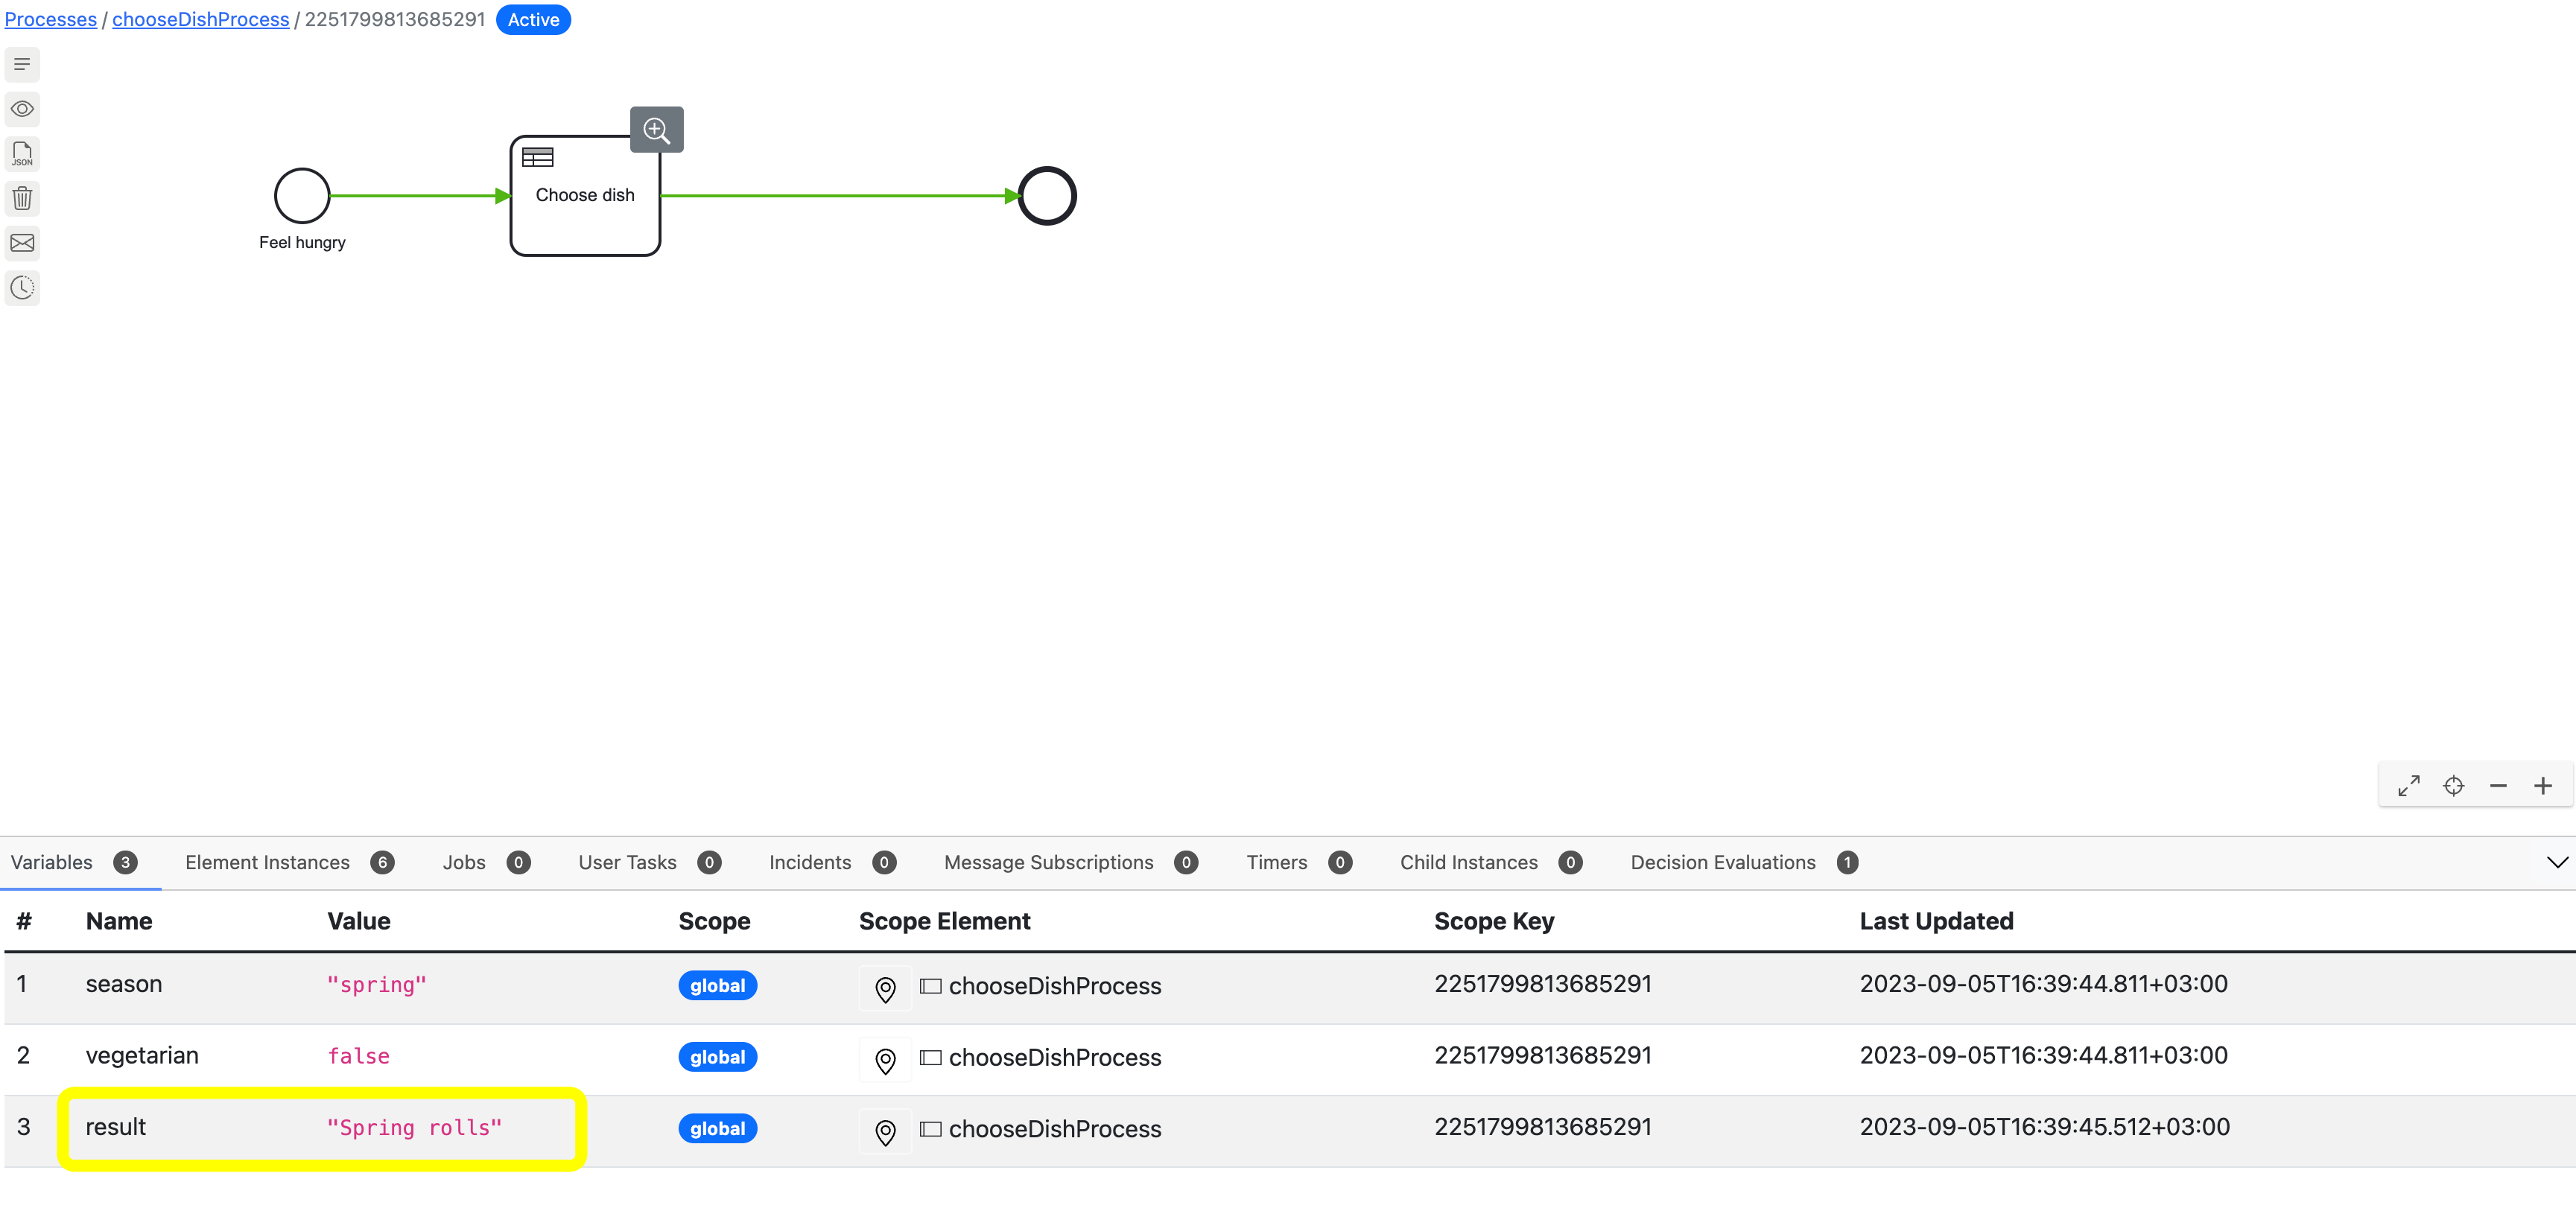 Processes / chooseDishProcess / 2251799813685291 Active
JSON
Choose dish
Feel hungry
Variables 3 Element Instances 6 Jobs 0 User Tasks 0 Incidents 0 Message Subscriptions 0 Timers 0 Child Instances 0 Decision Evaluations 1
# Name Value Scope Scope Element Scope Key Last Updated
1 season "spring" global chooseDishProcess 2251799813685291 2023-09-05T16:39:44.811+03:00
2 vegetarian false global chooseDishProcess 2251799813685291 2023-09-05T16:39:44.811+03:00
3 result "Spring rolls" global chooseDishProcess 2251799813685291 2023-09-05T16:39:45.512+03:00